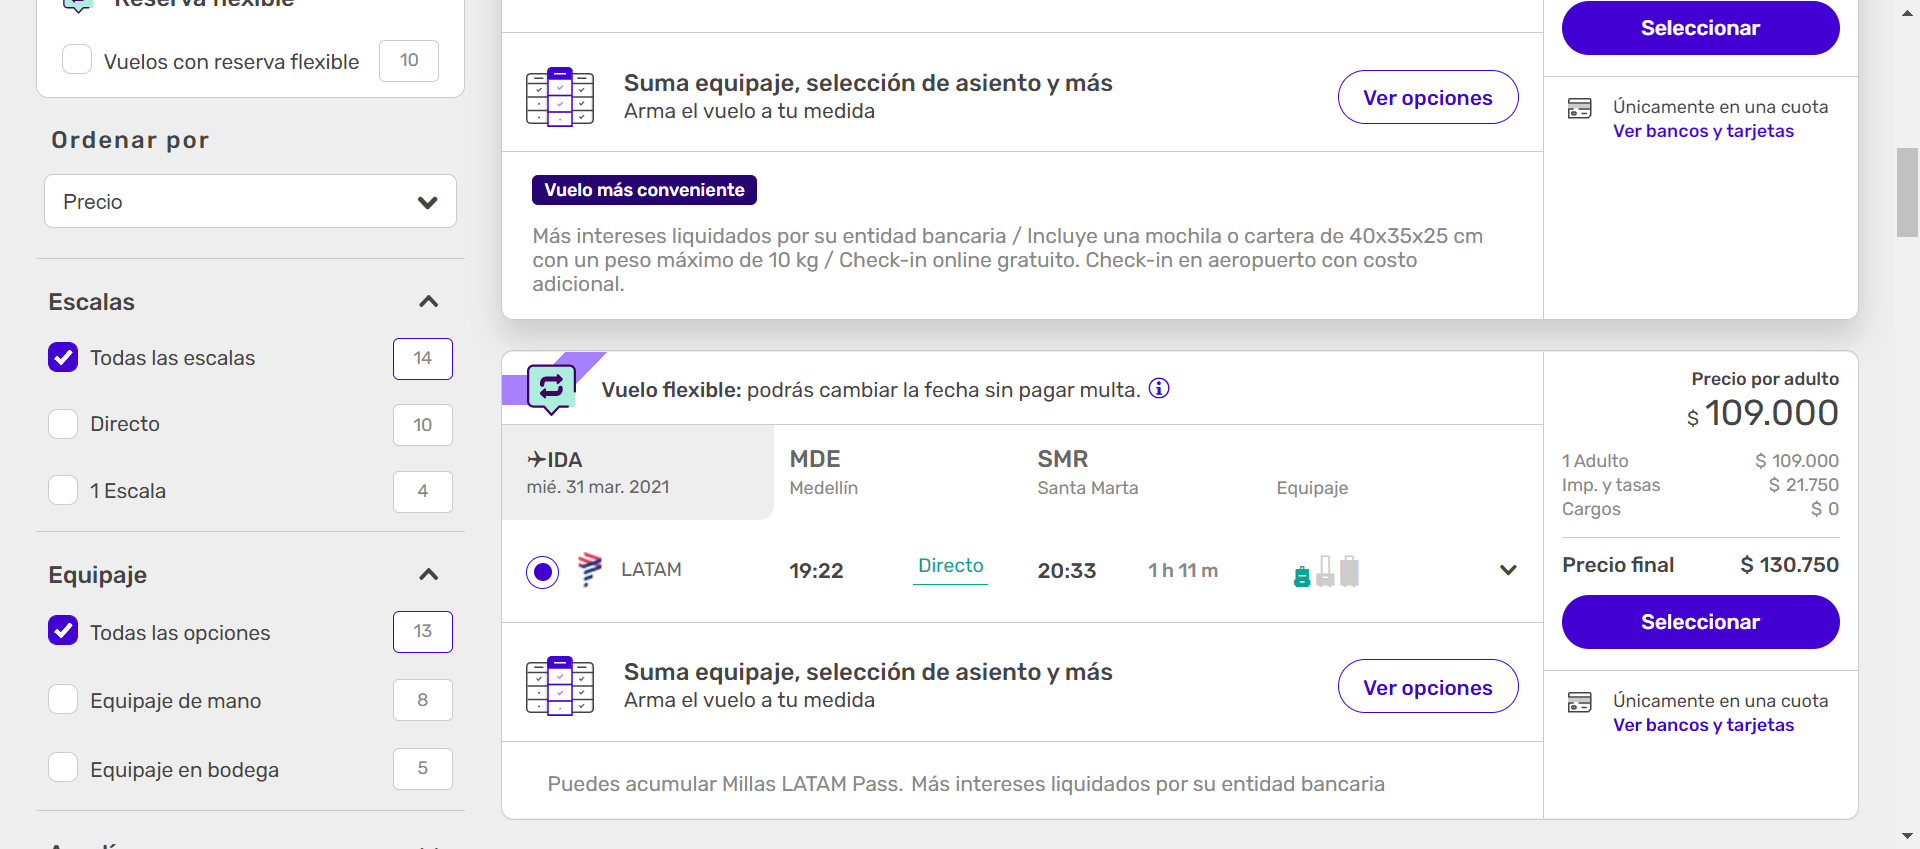 Reserva flexible
Vuelos con reserva flexible 10
Ordenar por
Precio
Escalas
Todas las escalas 14
Directo 10
1 Escala 4
Equipaje
Todas las opciones 13
Equipaje de mano 8
Equipaje en bodega 5
Suma equipaje, selección de asiento y más
Arma el vuelo a tu medida
Ver opciones
Vuelo más conveniente
Más intereses liquidados por su entidad bancaria / Incluye una mochila o cartera de 40x35x25 cm
con un peso máximo de 10 kg / Check-in online gratuito. Check-in en aeropuerto con costo
adicional.
Seleccionar
Únicamente en una cuota
Ver bancos y tarjetas
Vuelo flexible: podrás cambiar la fecha sin pagar multa.
IDA
mié. 31 mar. 2021
MDE
Medellín
SMR
Santa Marta
Equipaje
LATAM 19:22 Directo 20:33 1 h 11 m
Suma equipaje, selección de asiento y más
Arma el vuelo a tu medida
Ver opciones
Puedes acumular Millas LATAM Pass. Más intereses liquidados por su entidad bancaria
Precio por adulto
$ 109.000
1 Adulto $ 109.000
Imp. y tasas $ 21.750
Cargos $ 0
Precio final $ 130.750
Seleccionar
Únicamente en una cuota
Ver bancos y tarjetas